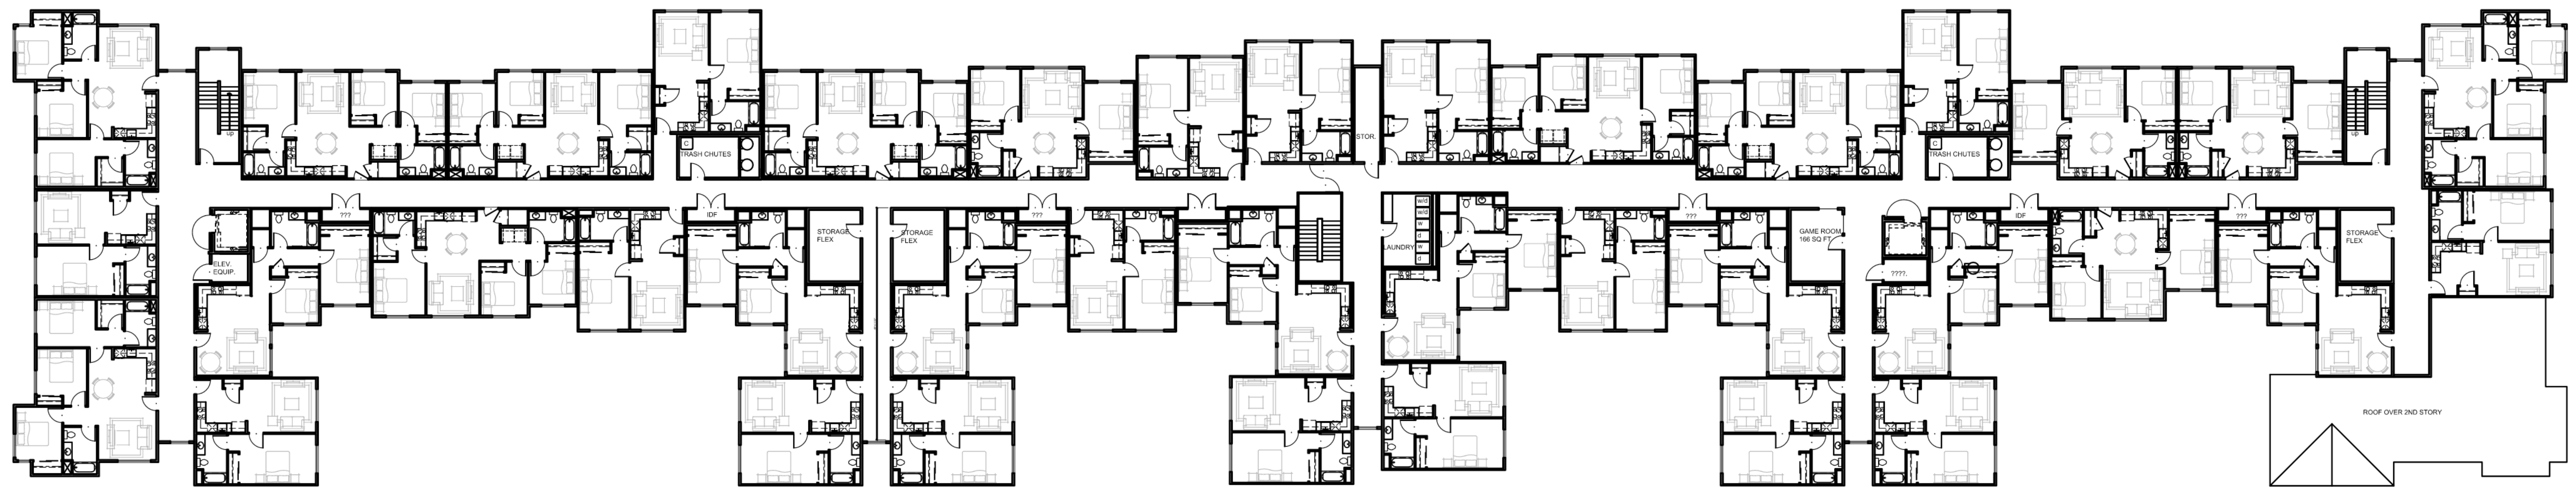 up
C
TRASH CHUTES
STOR.
C
TRASH CHUTES
up
???
IDF
???
???
IDF
???
w/d
w/d
w
d
w
d
LAUNDRY
STORAGE
FLEX
STORAGE
FLEX
GAME ROOM
166 SQ FT
STORAGE
FLEX
ELEV.
EQUIP.
????.
ROOF OVER 2ND STORY